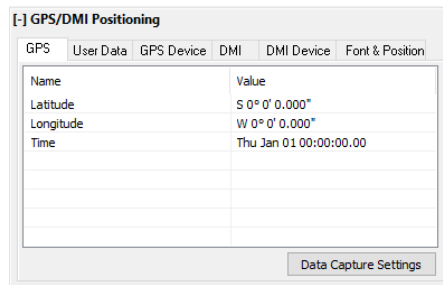 [-] GPS/DMI Positioning
GPS User Data GPS Device DMI DMI Device Font & Position
Name Value
Latitude S 0° 0' 0.000"
Longitude W 0° 0' 0.000"
Time Thu Jan 01 00:00:00.00
Data Capture Settings